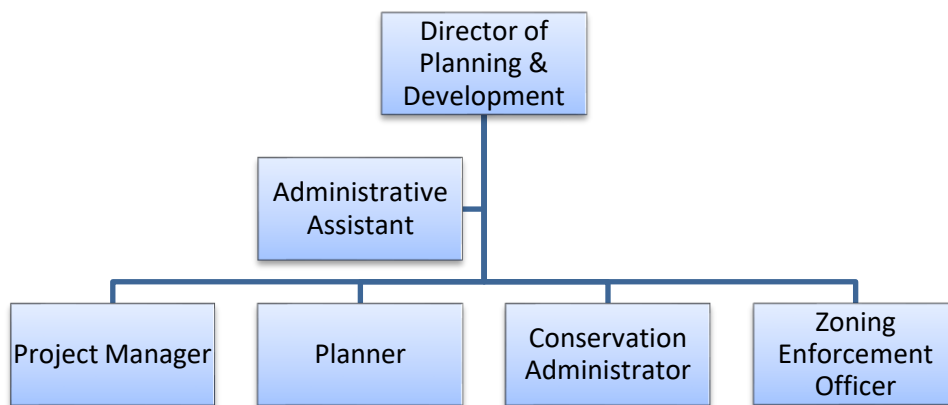 Director of
Planning &
Development
Administrative
Assistant
Project Manager
Planner
Conservation
Administrator
Zoning
Enforcement
Officer